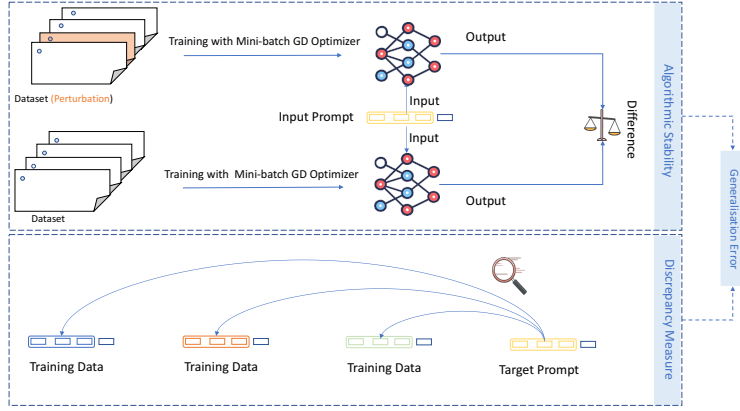 Training with Mini-batch GD Optimizer
Output
Dataset (Perturbation)
Input
Input Prompt
Input
Difference
Training with Mini-batch GD Optimizer
Output
Dataset
Algorithmic Stability
Generalisation Error
Training Data
Training Data
Training Data
Target Prompt
Discrepancy Measure